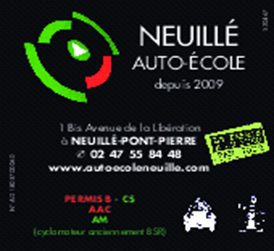 NEUILLÉ
AUTO-ÉCOLE
depuis 2009
1 Bis Avenue de la Libération
à NEUILLÉ-PONT-PIERRE
✆ 02 47 55 84 48
www.autoecoleneuille.com
PERMIS B - CS
AAC
AM
(cyclomoteur anciennement BSR)